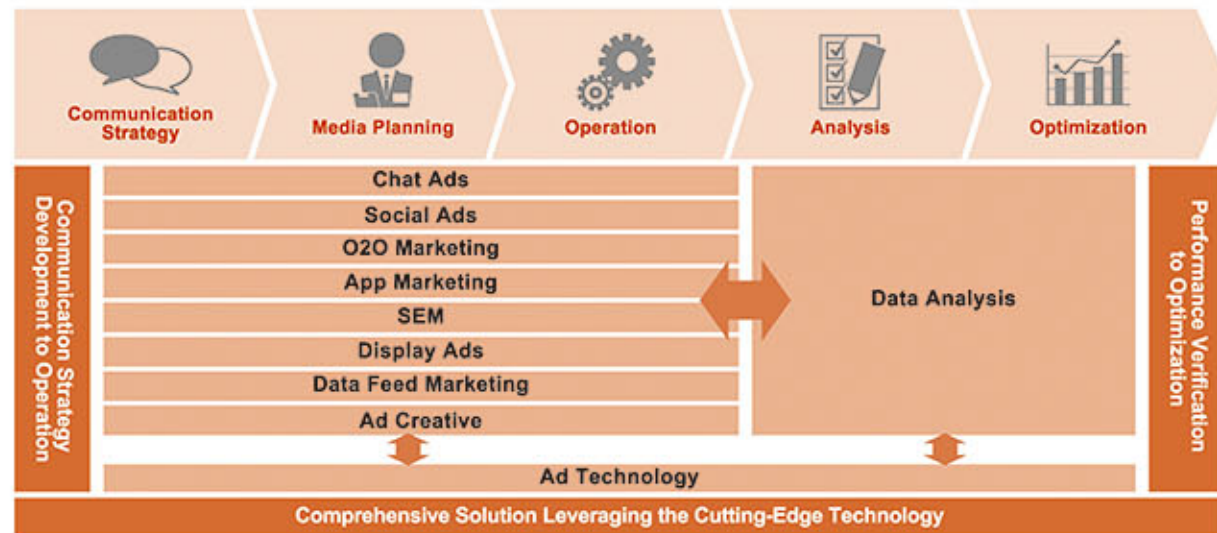 Communication
Strategy
Media Planning
Operation
Analysis
Optimization
Communication Strategy
Development to Operation
Chat Ads
Social Ads
O2O Marketing
App Marketing
SEM
Display Ads
Data Feed Marketing
Ad Creative
Data Analysis
Performance Verification
to Optimization
Ad Technology
Comprehensive Solution Leveraging the Cutting-Edge Technology